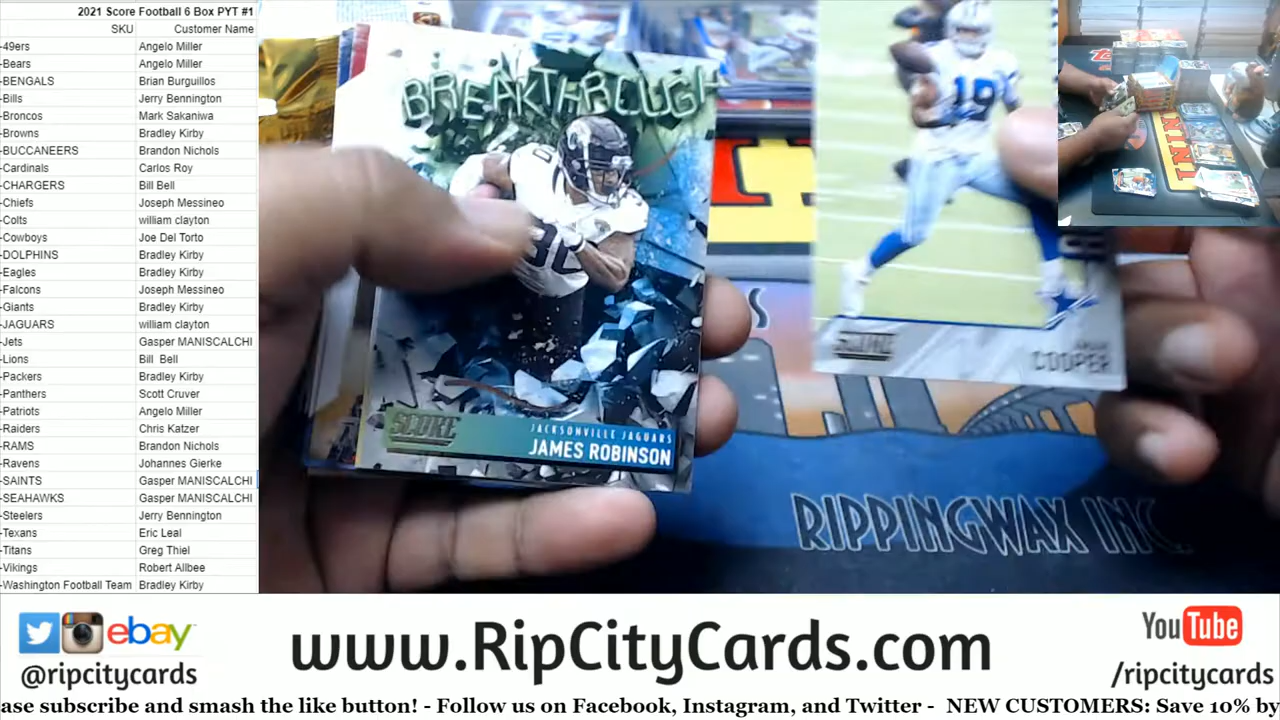 2021 Score Football 6 Box PYT #1
SKU Customer Name
-49ers Angelo Miller
-Bears Angelo Miller
-BENGALS Brian Burguillos
-Bills Jerry Bennington
-Broncos Mark Sakaniwa
-Browns Bradley Kirby
-BUCCANEERS Brandon Nichols
-Cardinals Carlos Roy
-CHARGERS Bill Bell
-Chiefs Joseph Messineo
-Colts william clayton
-Cowboys Joe Del Torto
-DOLPHINS Bradley Kirby
-Eagles Bradley Kirby
-Falcons Joseph Messineo
-Giants Bradley Kirby
-JAGUARS william clayton
-Jets Gasper MANISCALCHI
-Lions Bill Bell
-Packers Bradley Kirby
-Panthers Scott Cruver
-Patriots Angelo Miller
-Raiders Chris Katzer
-RAMS Brandon Nichols
-Ravens Johannes Gierke
-SAINTS Gasper MANISCALCHI
-SEAHAWKS Gasper MANISCALCHI
-Steelers Jerry Bennington
-Texans Eric Leal
-Titans Greg Thiel
-Vikings Robert Allbee
-Washington Football Team Bradley Kirby
BREAKTHROUGH
SCORE
JACKSONVILLE JAGUARS
JAMES ROBINSON
19
SCORE
COOPER
RIPPINGWAX INC.
ebay
@ripcitycards
www.RipCityCards.com
YouTube
/ripcitycards
ase subscribe and smash the like button! - Follow us on Facebook, Instagram, and Twitter - NEW CUSTOMERS: Save 10% by